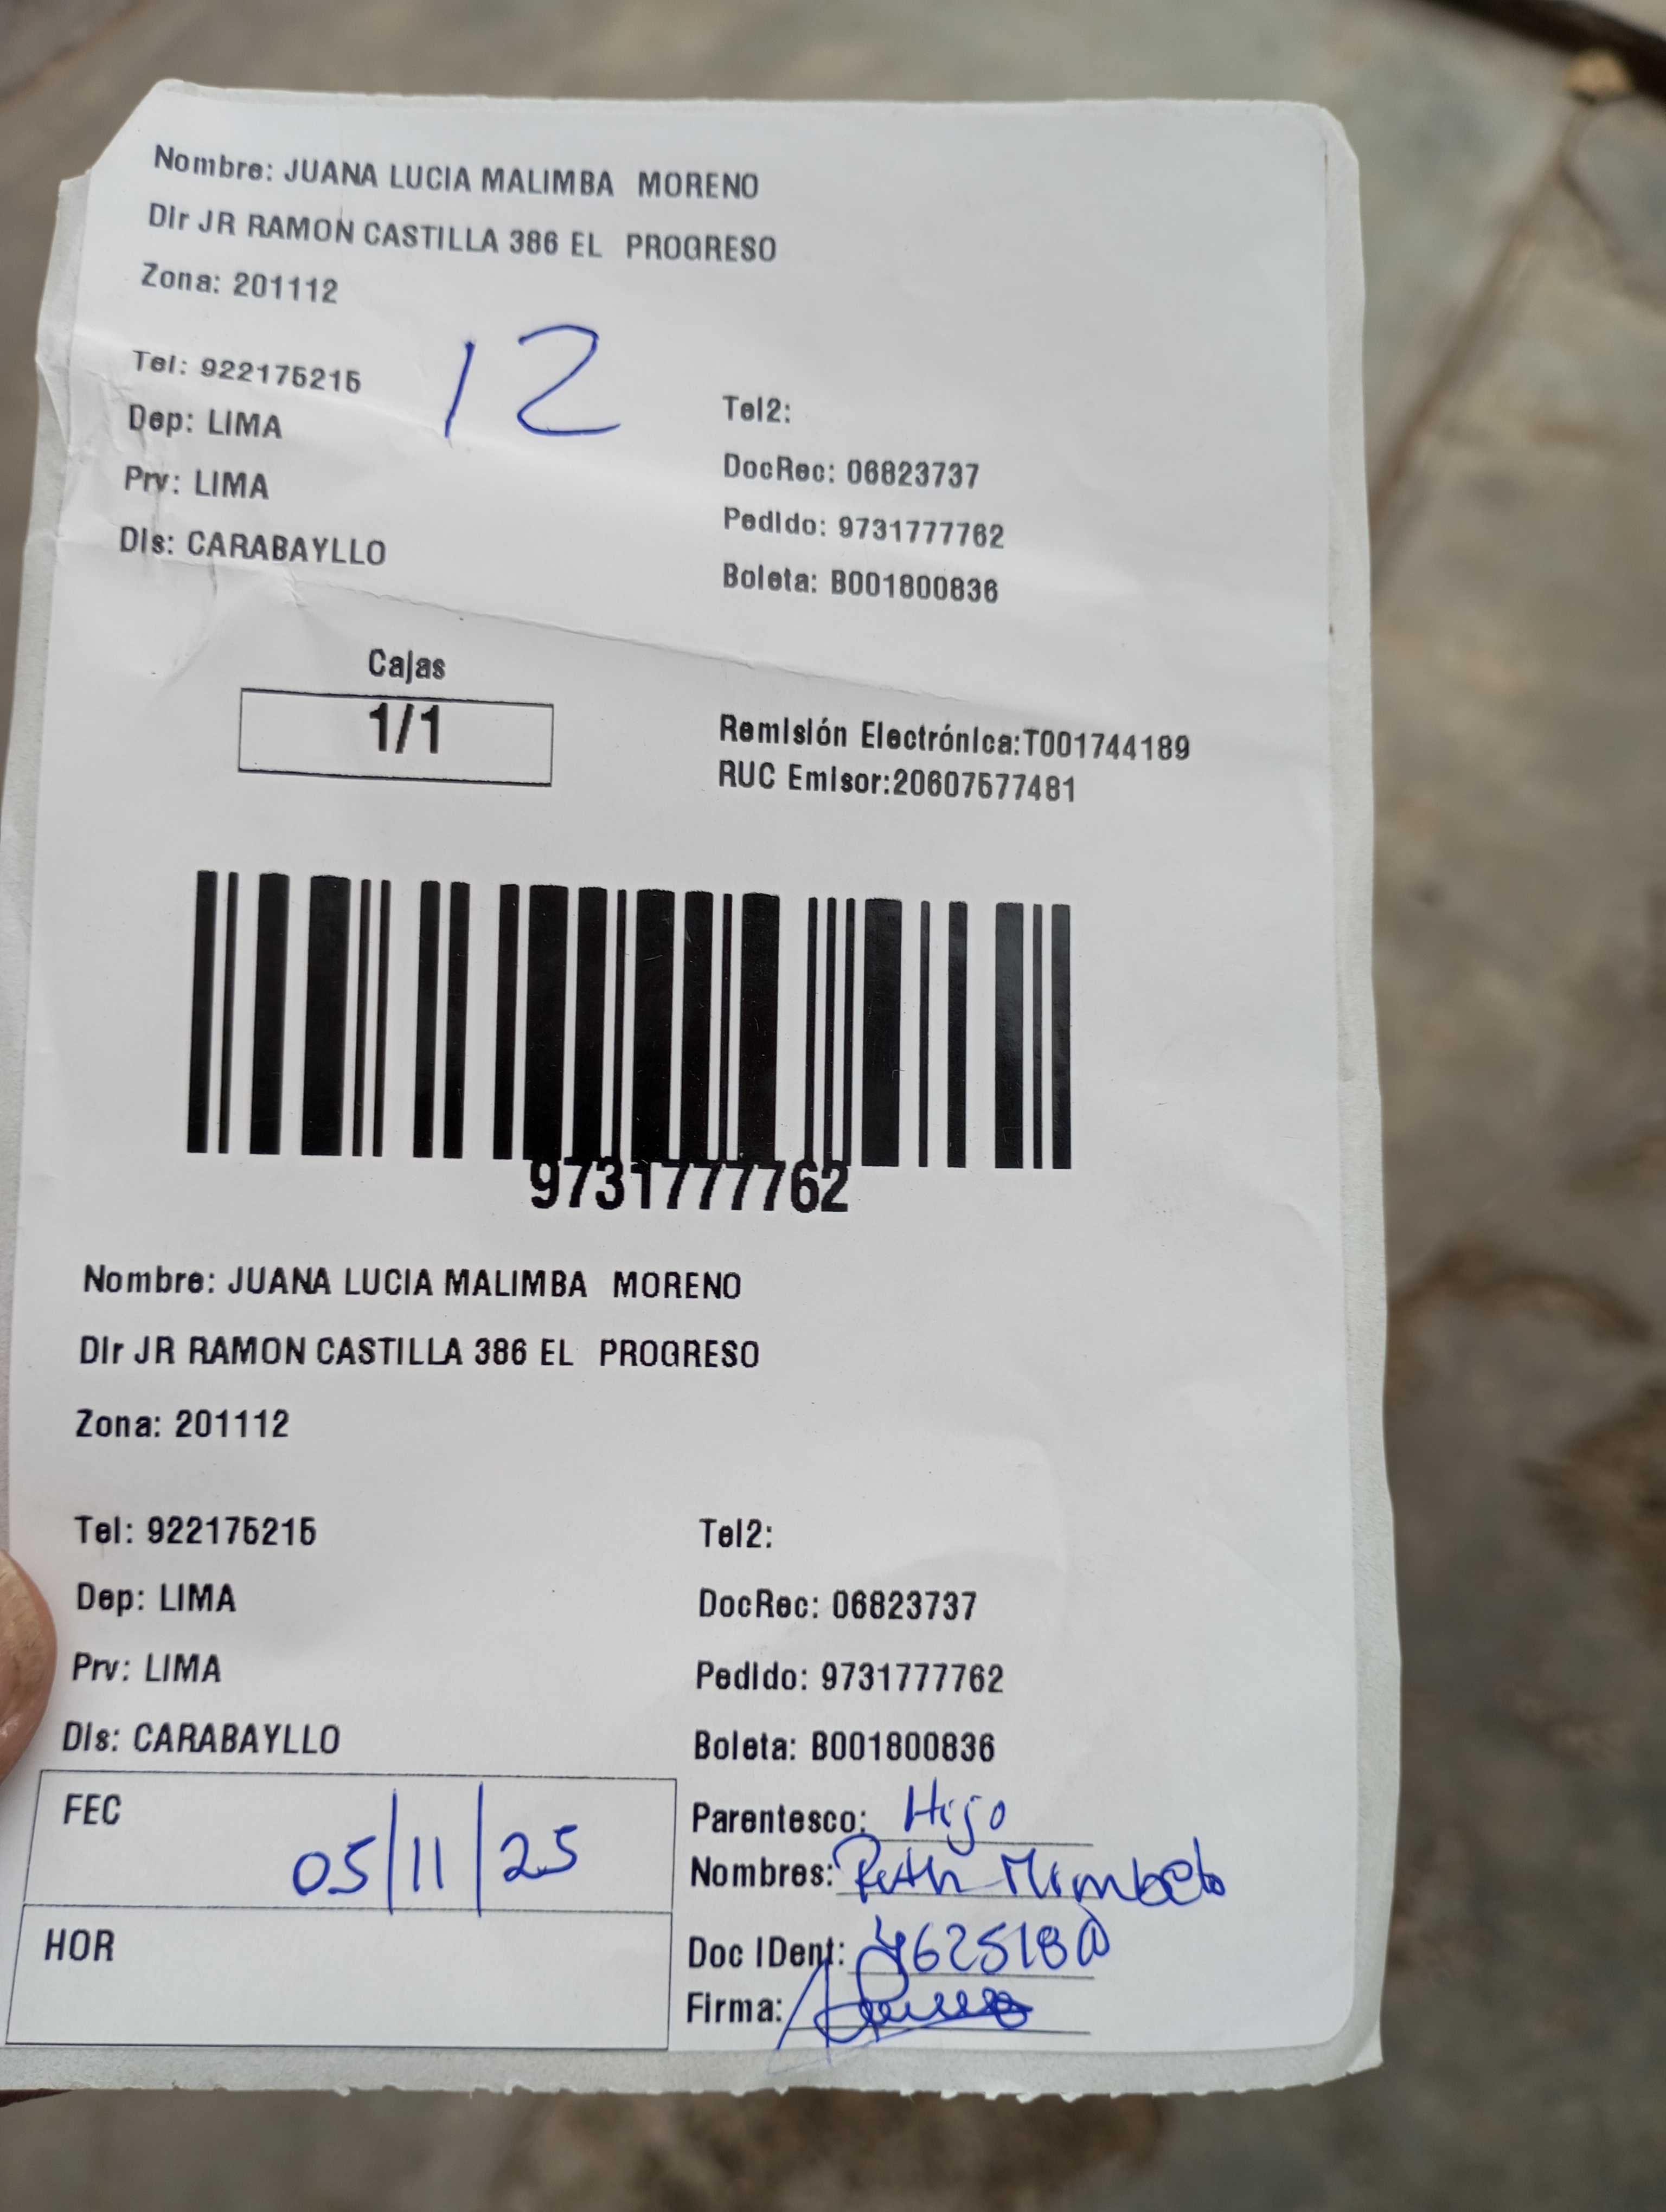 Nombre: JUANA LUCIA MALIMBA MORENO
Dir JR RAMON CASTILLA 386 EL PROGRESO
Zona: 201112
12
Tel: 922175215
Tel2:
Dep: LIMA
DocRec: 06823737
Prv: LIMA
Pedido: 9731777762
Dis: CARABAYLLO
Boleta: B001800836
Cajas
1/1
Remisión Electrónica:T001744189
RUC Emisor:20607577481
9731777762
Nombre: JUANA LUCIA MALIMBA MORENO
Dir JR RAMON CASTILLA 386 EL PROGRESO
Zona: 201112
Tel: 922175215
Tel2:
Dep: LIMA
DocRec: 06823737
Prv: LIMA
Pedido: 9731777762
Dis: CARABAYLLO
Boleta: B001800836
FEC
05/11/25
Parentesco: Hijo
Nombres:
HOR
Doc IDent:
Firma: